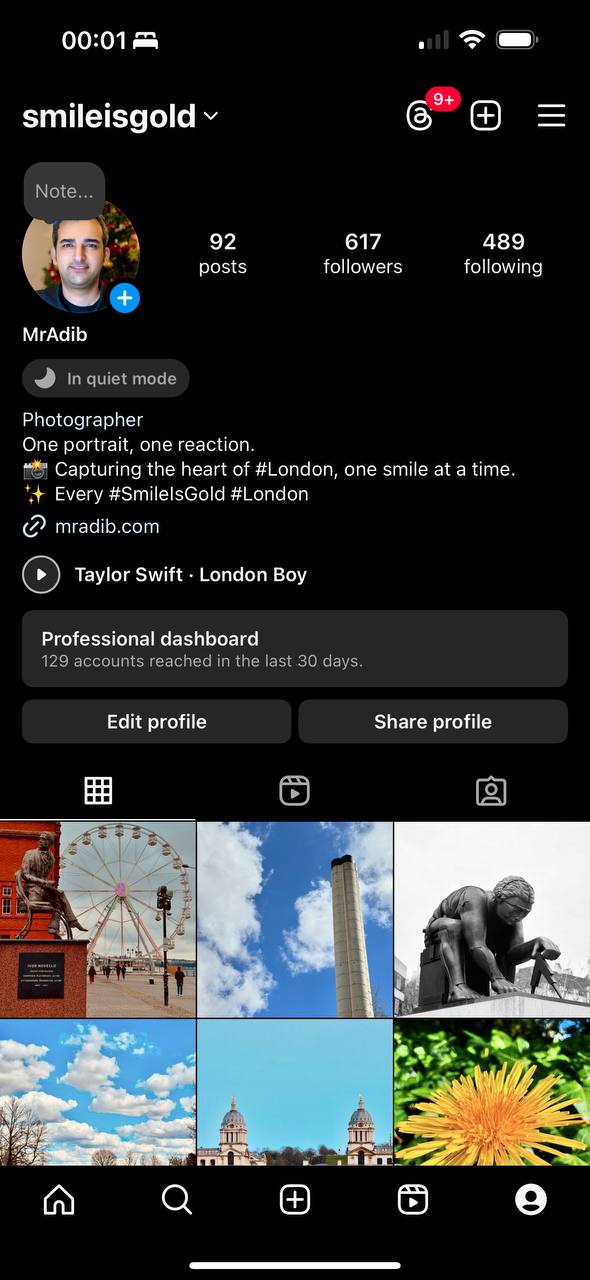 00:01
smileisgold
9+
Note...
92
posts
617
followers
489
following
MrAdib
In quiet mode
Photographer
One portrait, one reaction.
📸 Capturing the heart of #London, one smile at a time.
✨ Every #SmileIsGold #London
mradib.com
Taylor Swift · London Boy
Professional dashboard
129 accounts reached in the last 30 days.
Edit profile
Share profile
IVOR NOVELLO